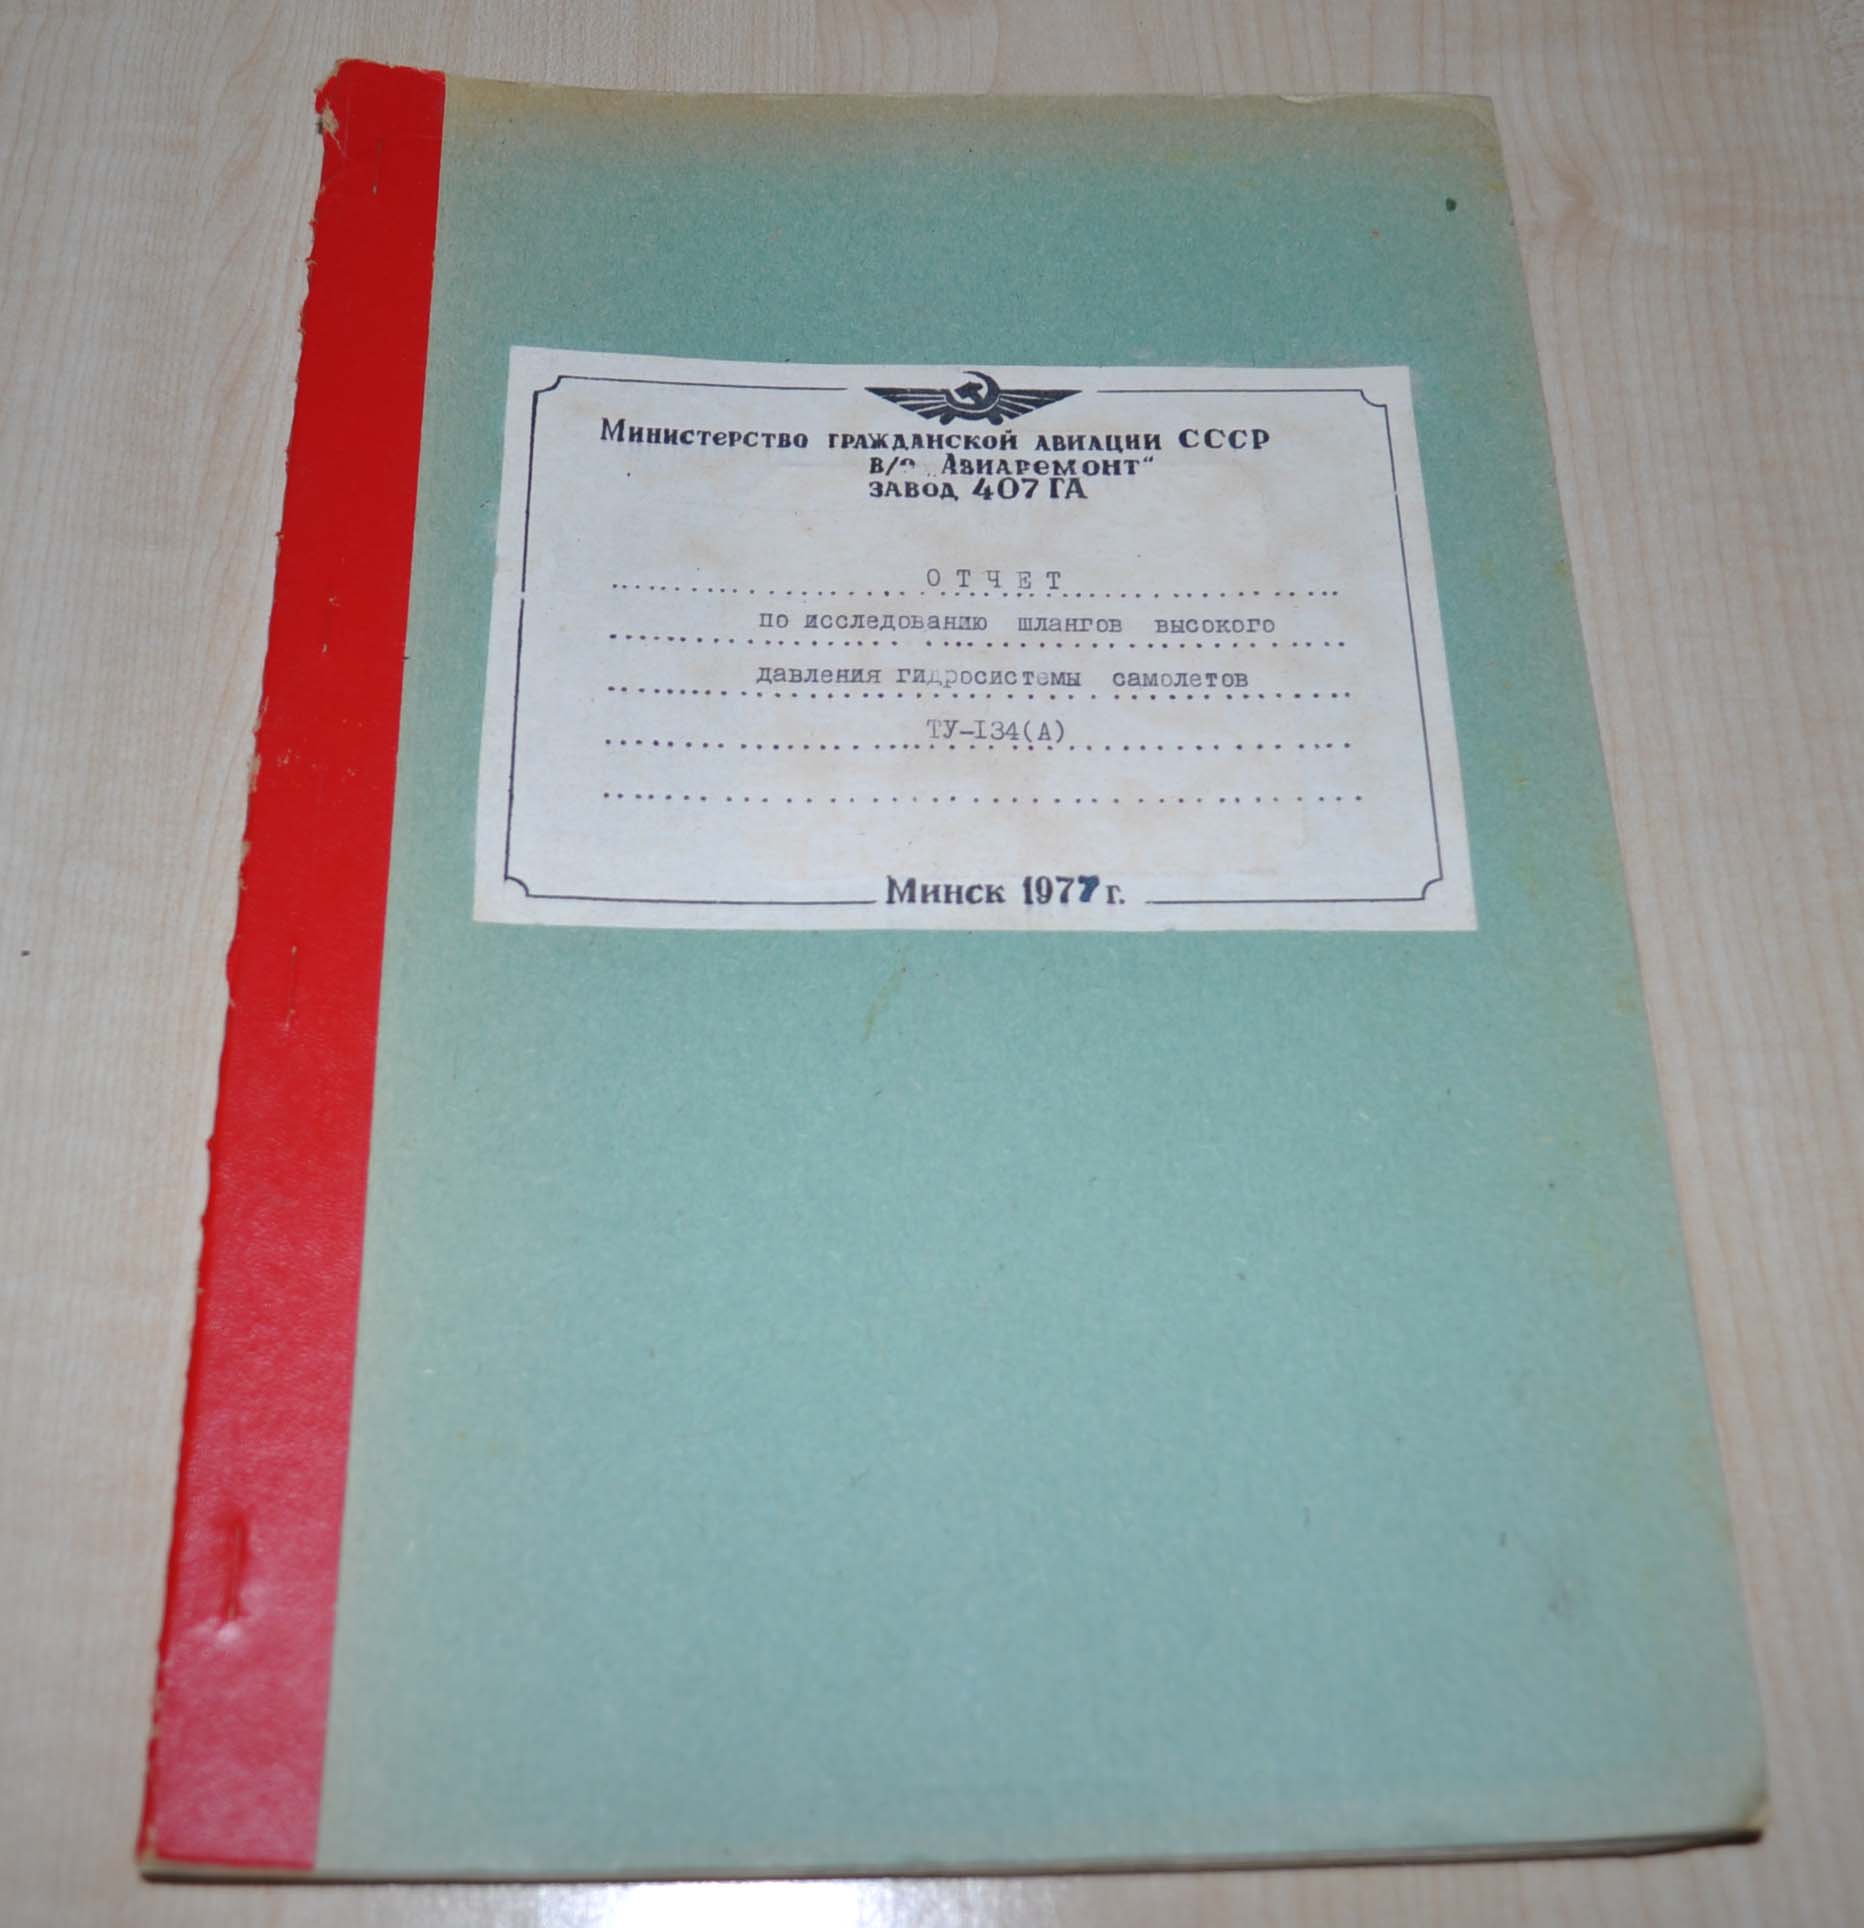 Министерство гражданской авиации СССР
В/О „Авиаремонт"
завод 407 ГА
ОТЧЕТ
по исследованию шлангов высокого
давления гидросистемы самолетов
ТУ-134(А)
Минск 1977 г.